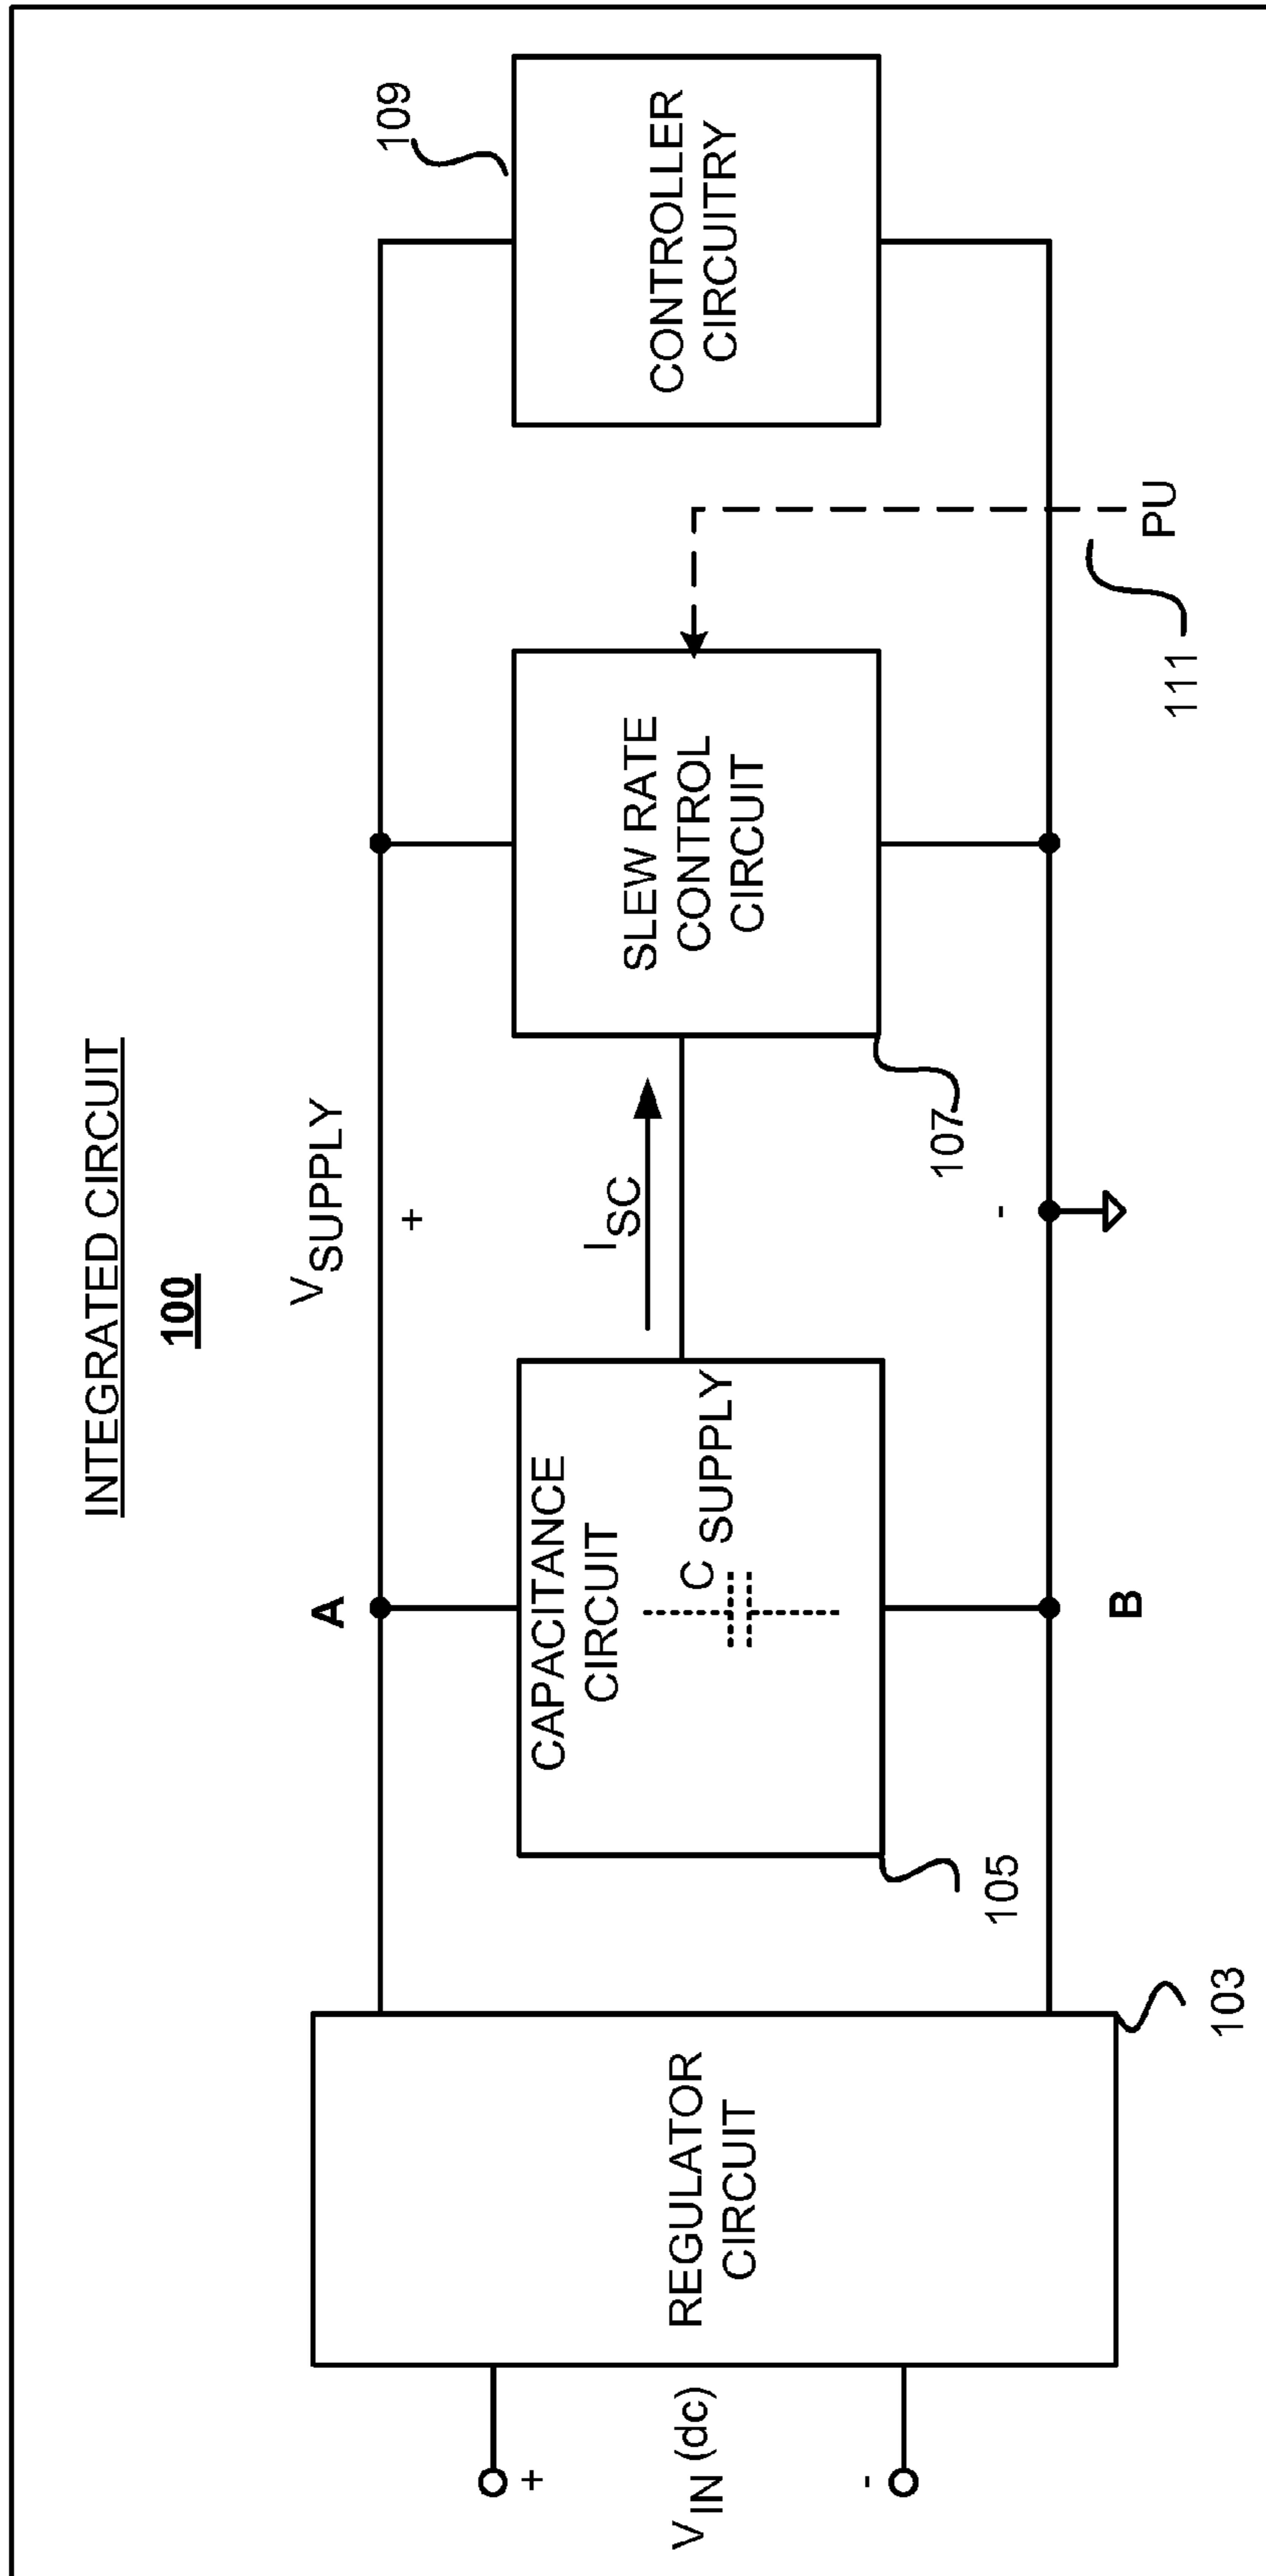 INTEGRATED CIRCUIT
100
VSUPPLY
A
+
109
CAPACITANCE
CIRCUIT
CSUPPLY
ISC
SLEW RATE
CONTROL
CIRCUIT
CONTROLLER
CIRCUITRY
REGULATOR
CIRCUIT
+
VIN (dc)
-
105
107
-
B
103
111
PU